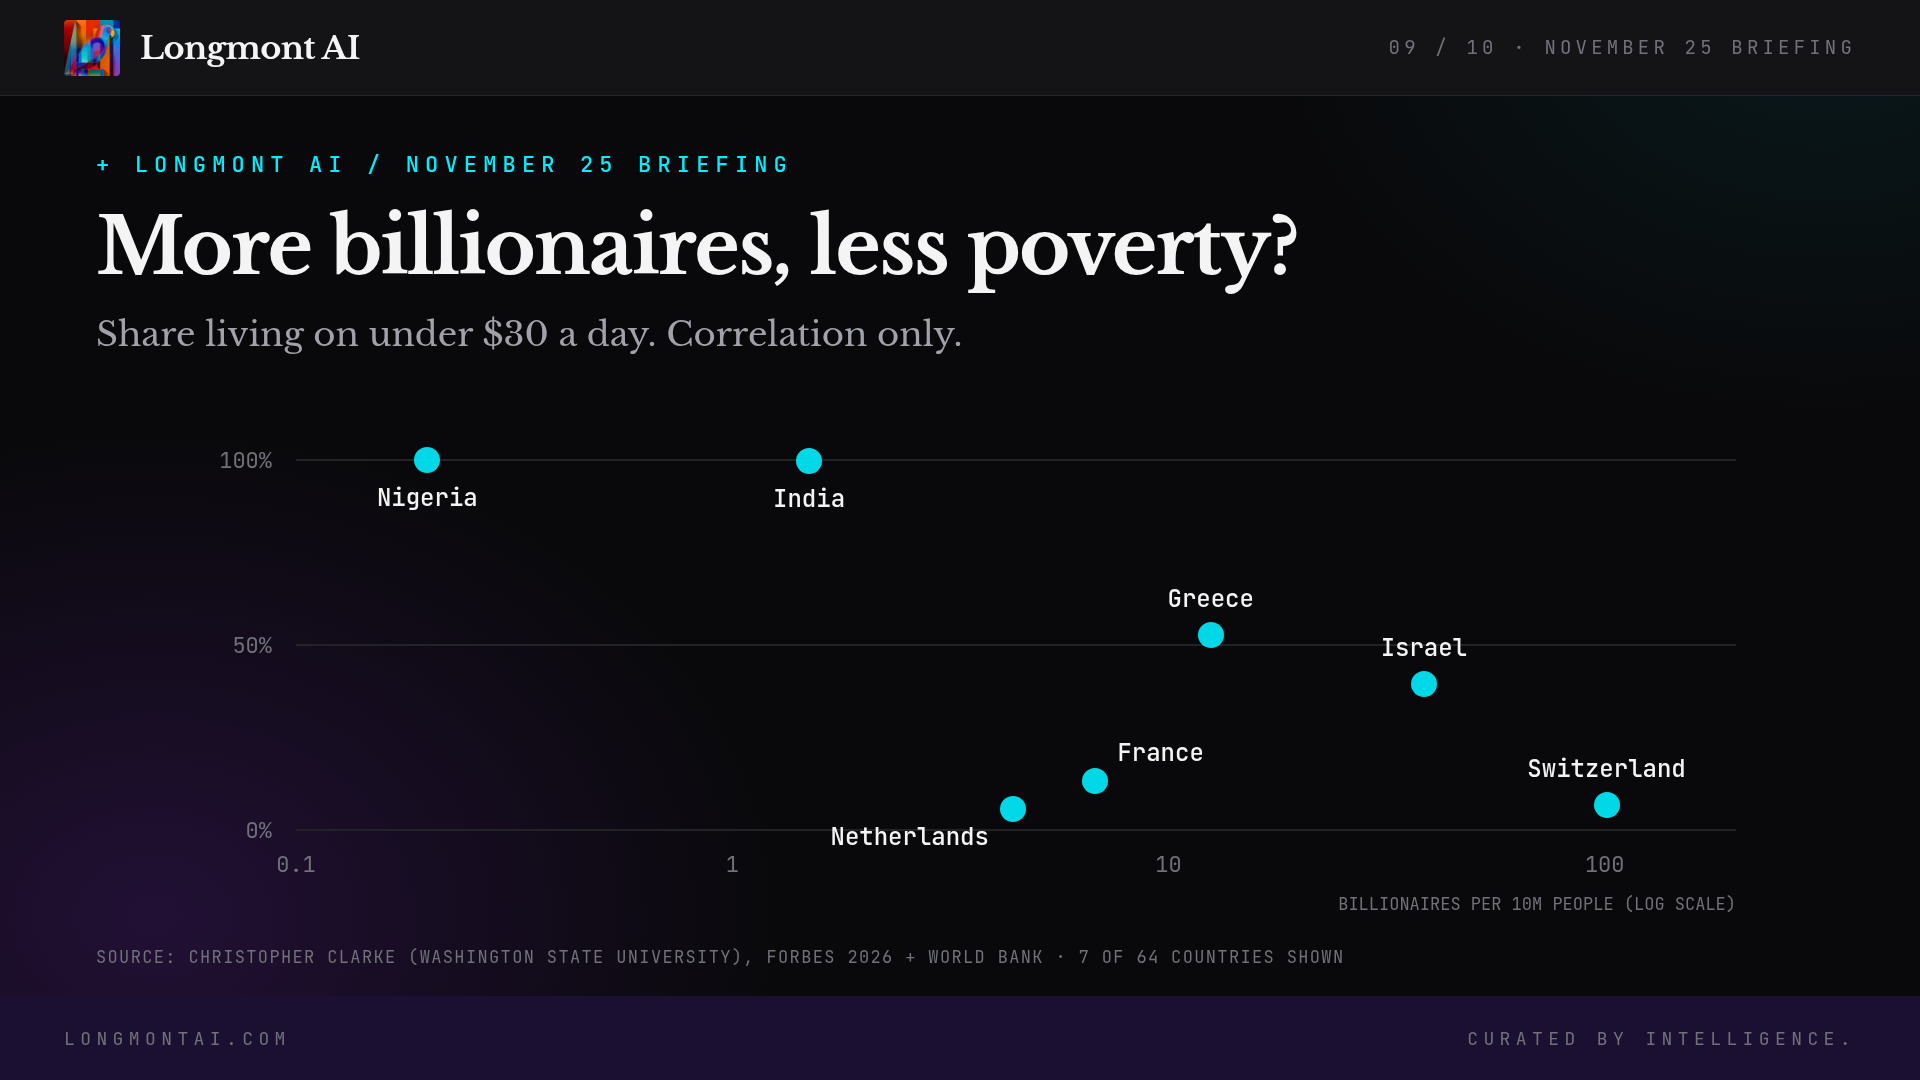 Longmont AI
09 / 10 · NOVEMBER 25 BRIEFING
+ LONGMONT AI / NOVEMBER 25 BRIEFING
More billionaires, less poverty?
Share living on under $30 a day. Correlation only.
100%
Nigeria
India
Greece
50%
Israel
France
Switzerland
0%
Netherlands
0.1
1
10
100
BILLIONAIRES PER 10M PEOPLE (LOG SCALE)
SOURCE: CHRISTOPHER CLARKE (WASHINGTON STATE UNIVERSITY), FORBES 2026 + WORLD BANK · 7 OF 64 COUNTRIES SHOWN
LONGMONTAI.COM
CURATED BY INTELLIGENCE.